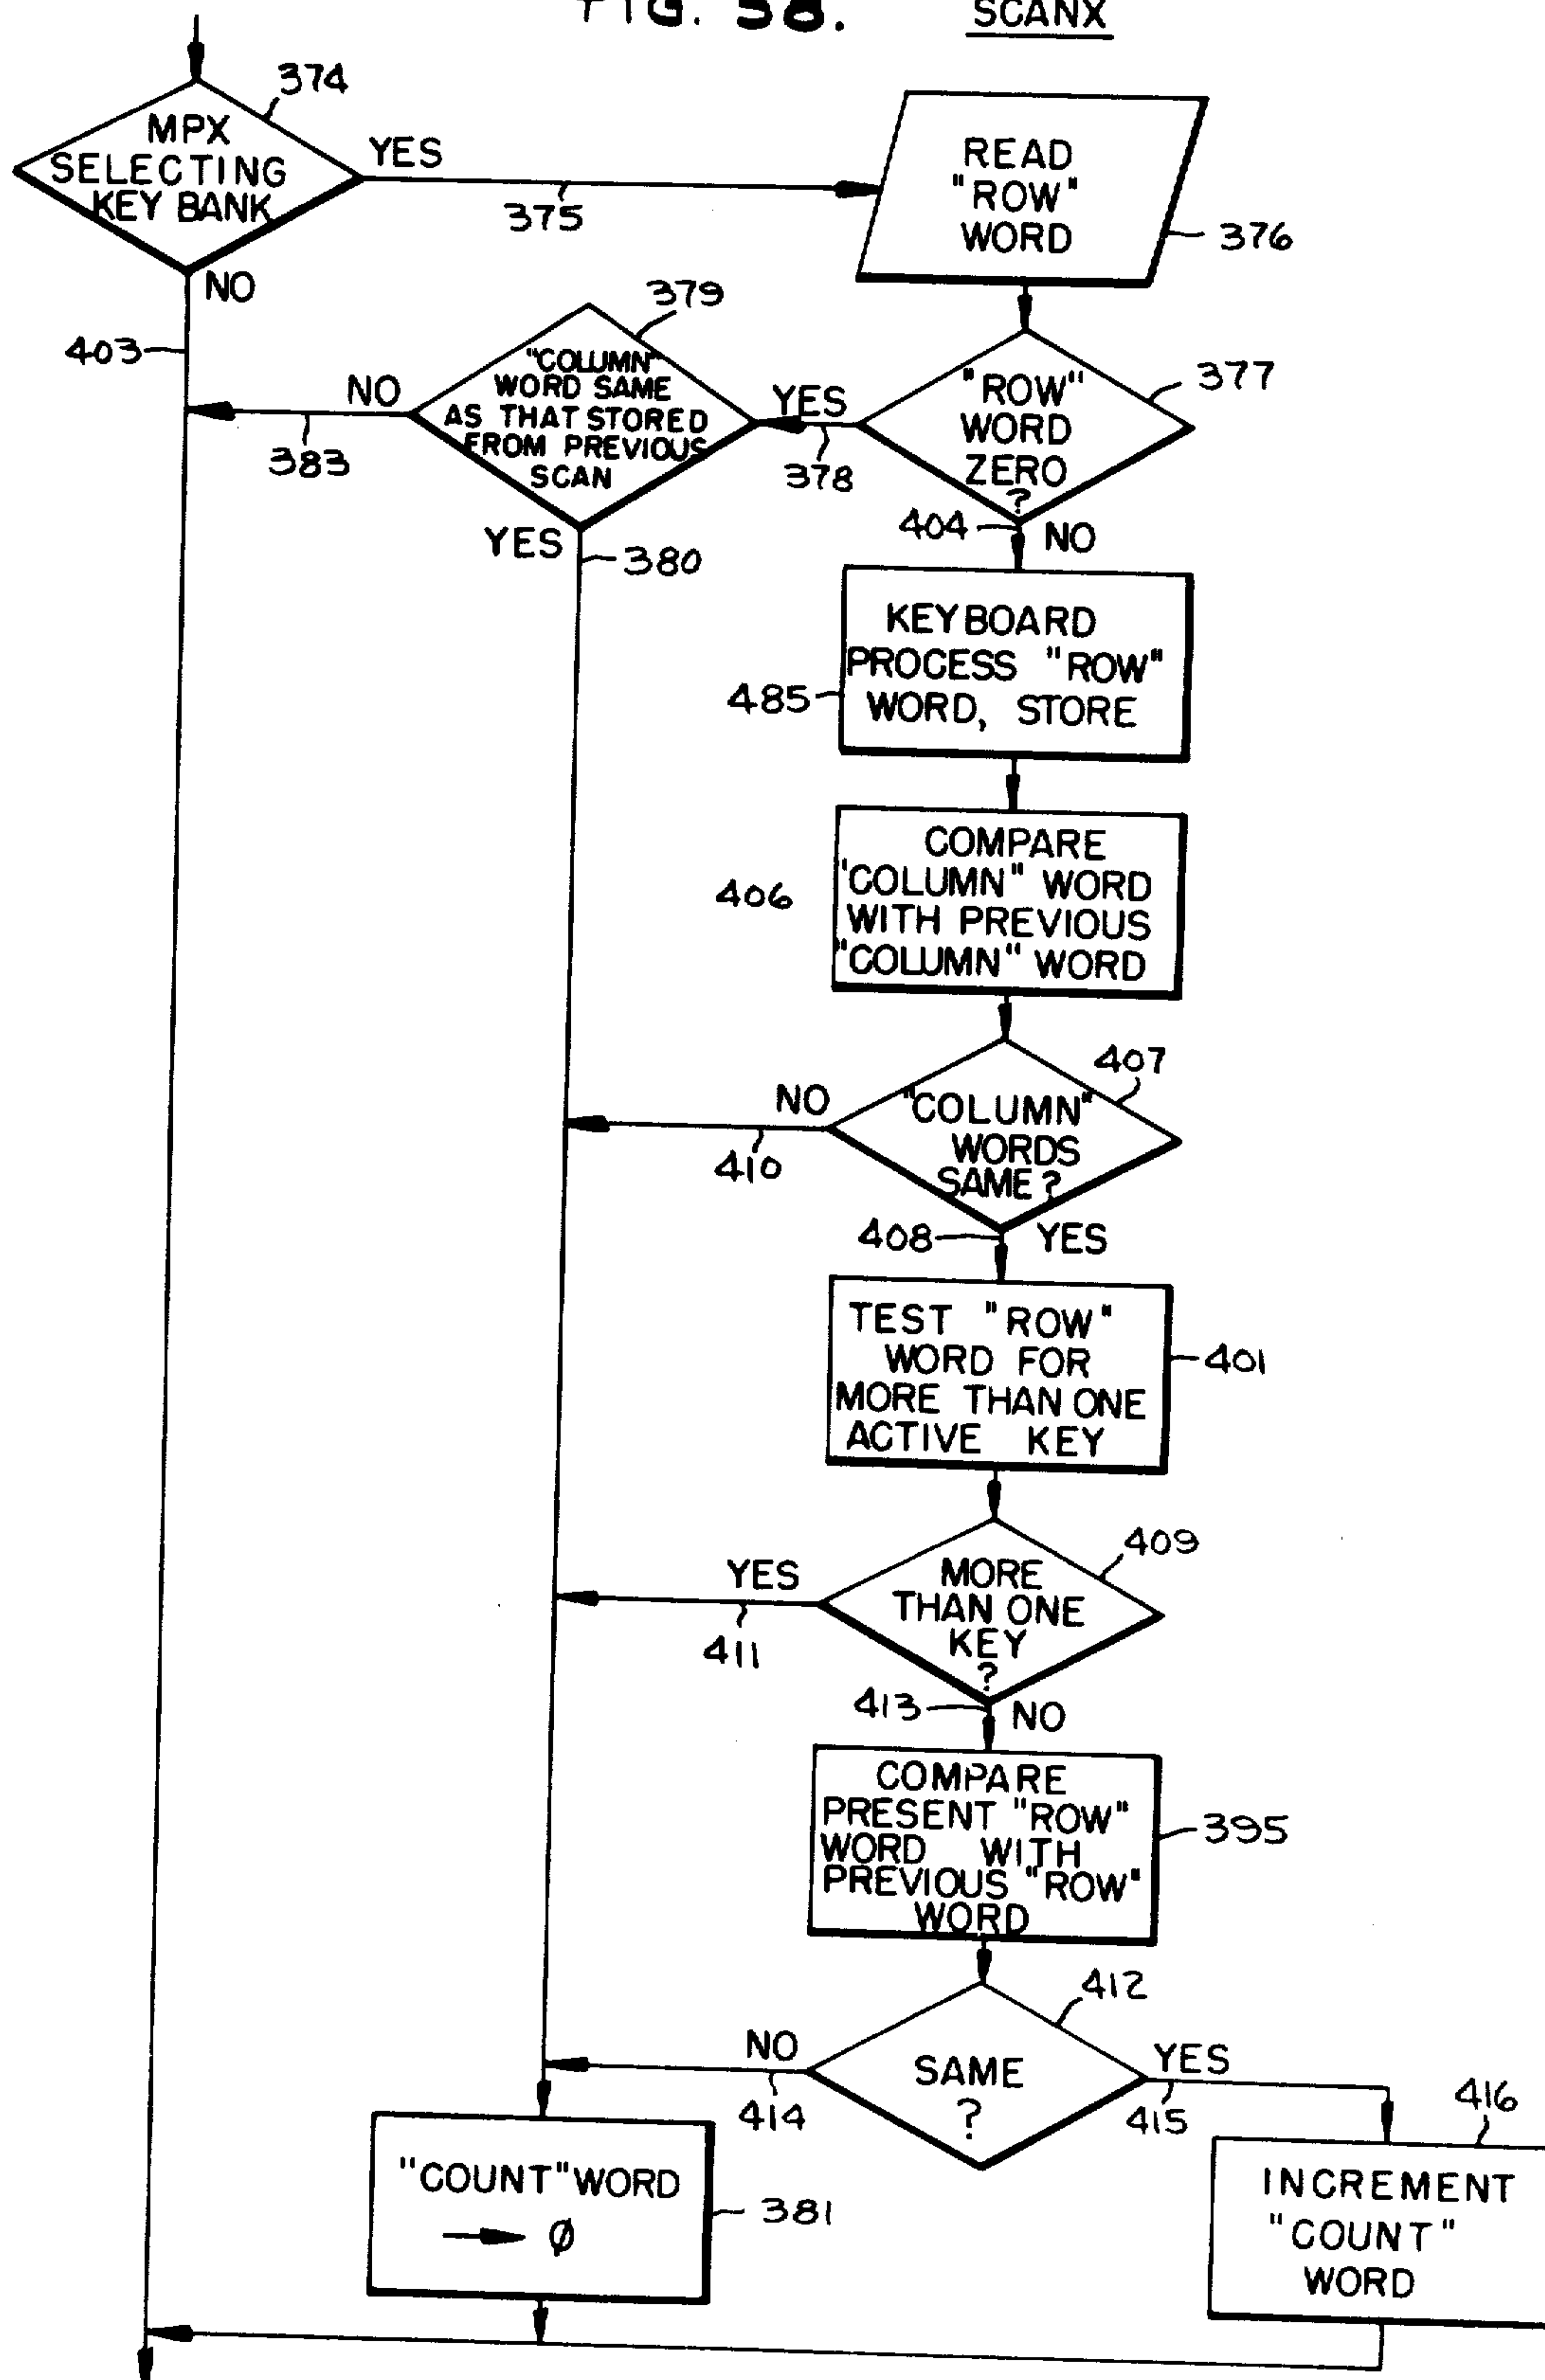 FIG. 38.
SCANX
374
MPX
SELECTING
KEY BANK
YES
375
NO
403
READ
"ROW"
WORD
376
379
"COLUMN"
WORD SAME
AS THAT STORED
FROM PREVIOUS
SCAN
NO
383
YES
378
YES
380
"ROW"
WORD
ZERO
?
377
404
NO
KEYBOARD
PROCESS "ROW"
WORD, STORE
485
COMPARE
'COLUMN" WORD
WITH PREVIOUS
"COLUMN" WORD
406
407
"COLUMN"
WORDS
SAME?
NO
410
408
YES
TEST "ROW"
WORD FOR
MORE THAN ONE
ACTIVE KEY
401
409
MORE
THAN ONE
KEY
?
YES
411
413
NO
COMPARE
PRESENT "ROW"
WORD WITH
PREVIOUS "ROW"
WORD
395
412
SAME
?
NO
414
YES
415
416
"COUNT" WORD
→ Ø
381
INCREMENT
"COUNT"
WORD